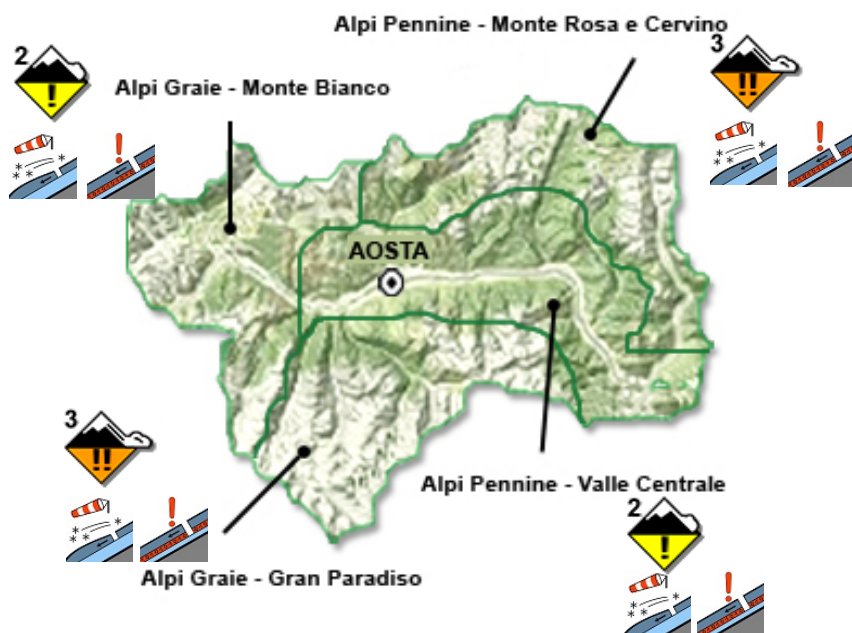 Alpi Pennine - Monte Rosa e Cervino
2
!
3
!!
Alpi Graie - Monte Bianco
!
!
AOSTA
3
!!
!
Alpi Pennine - Valle Centrale
2
!
Alpi Graie - Gran Paradiso
!